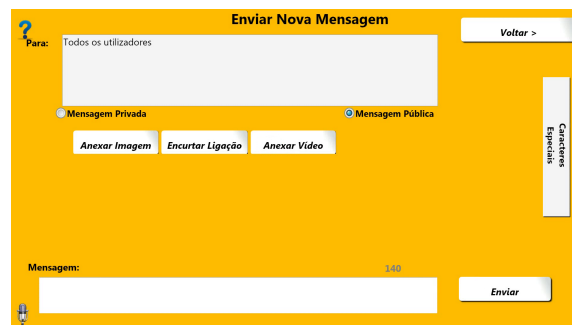 Enviar Nova Mensagem
Voltar >
?
Para:
Todos os utilizadores
Mensagem Privada
Mensagem Pública
Anexar Imagem
Encurtar Ligação
Anexar Vídeo
Caracteres
Especiais
Mensagem:
140
Enviar